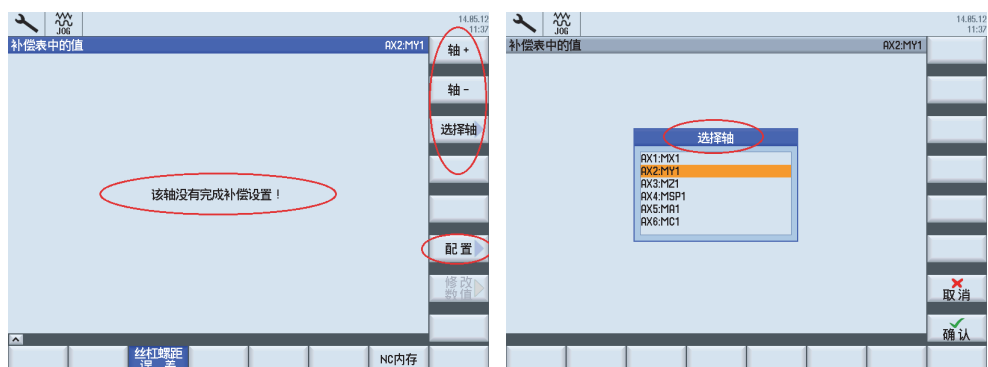 JOG
14.05.12
11:37
补偿表中的值
AX2:MY1
轴 +
轴 -
选择轴
该轴没有完成补偿设置！
配 置
修 改
数 值
丝杠螺距
误 差
NC内存
JOG
14.05.12
11:37
补偿表中的值
AX2:MY1
选择轴
AX1:MX1
AX2:MY1
AX3:MZ1
AX4:MSP1
AX5:MA1
AX6:MC1
取 消
确 认